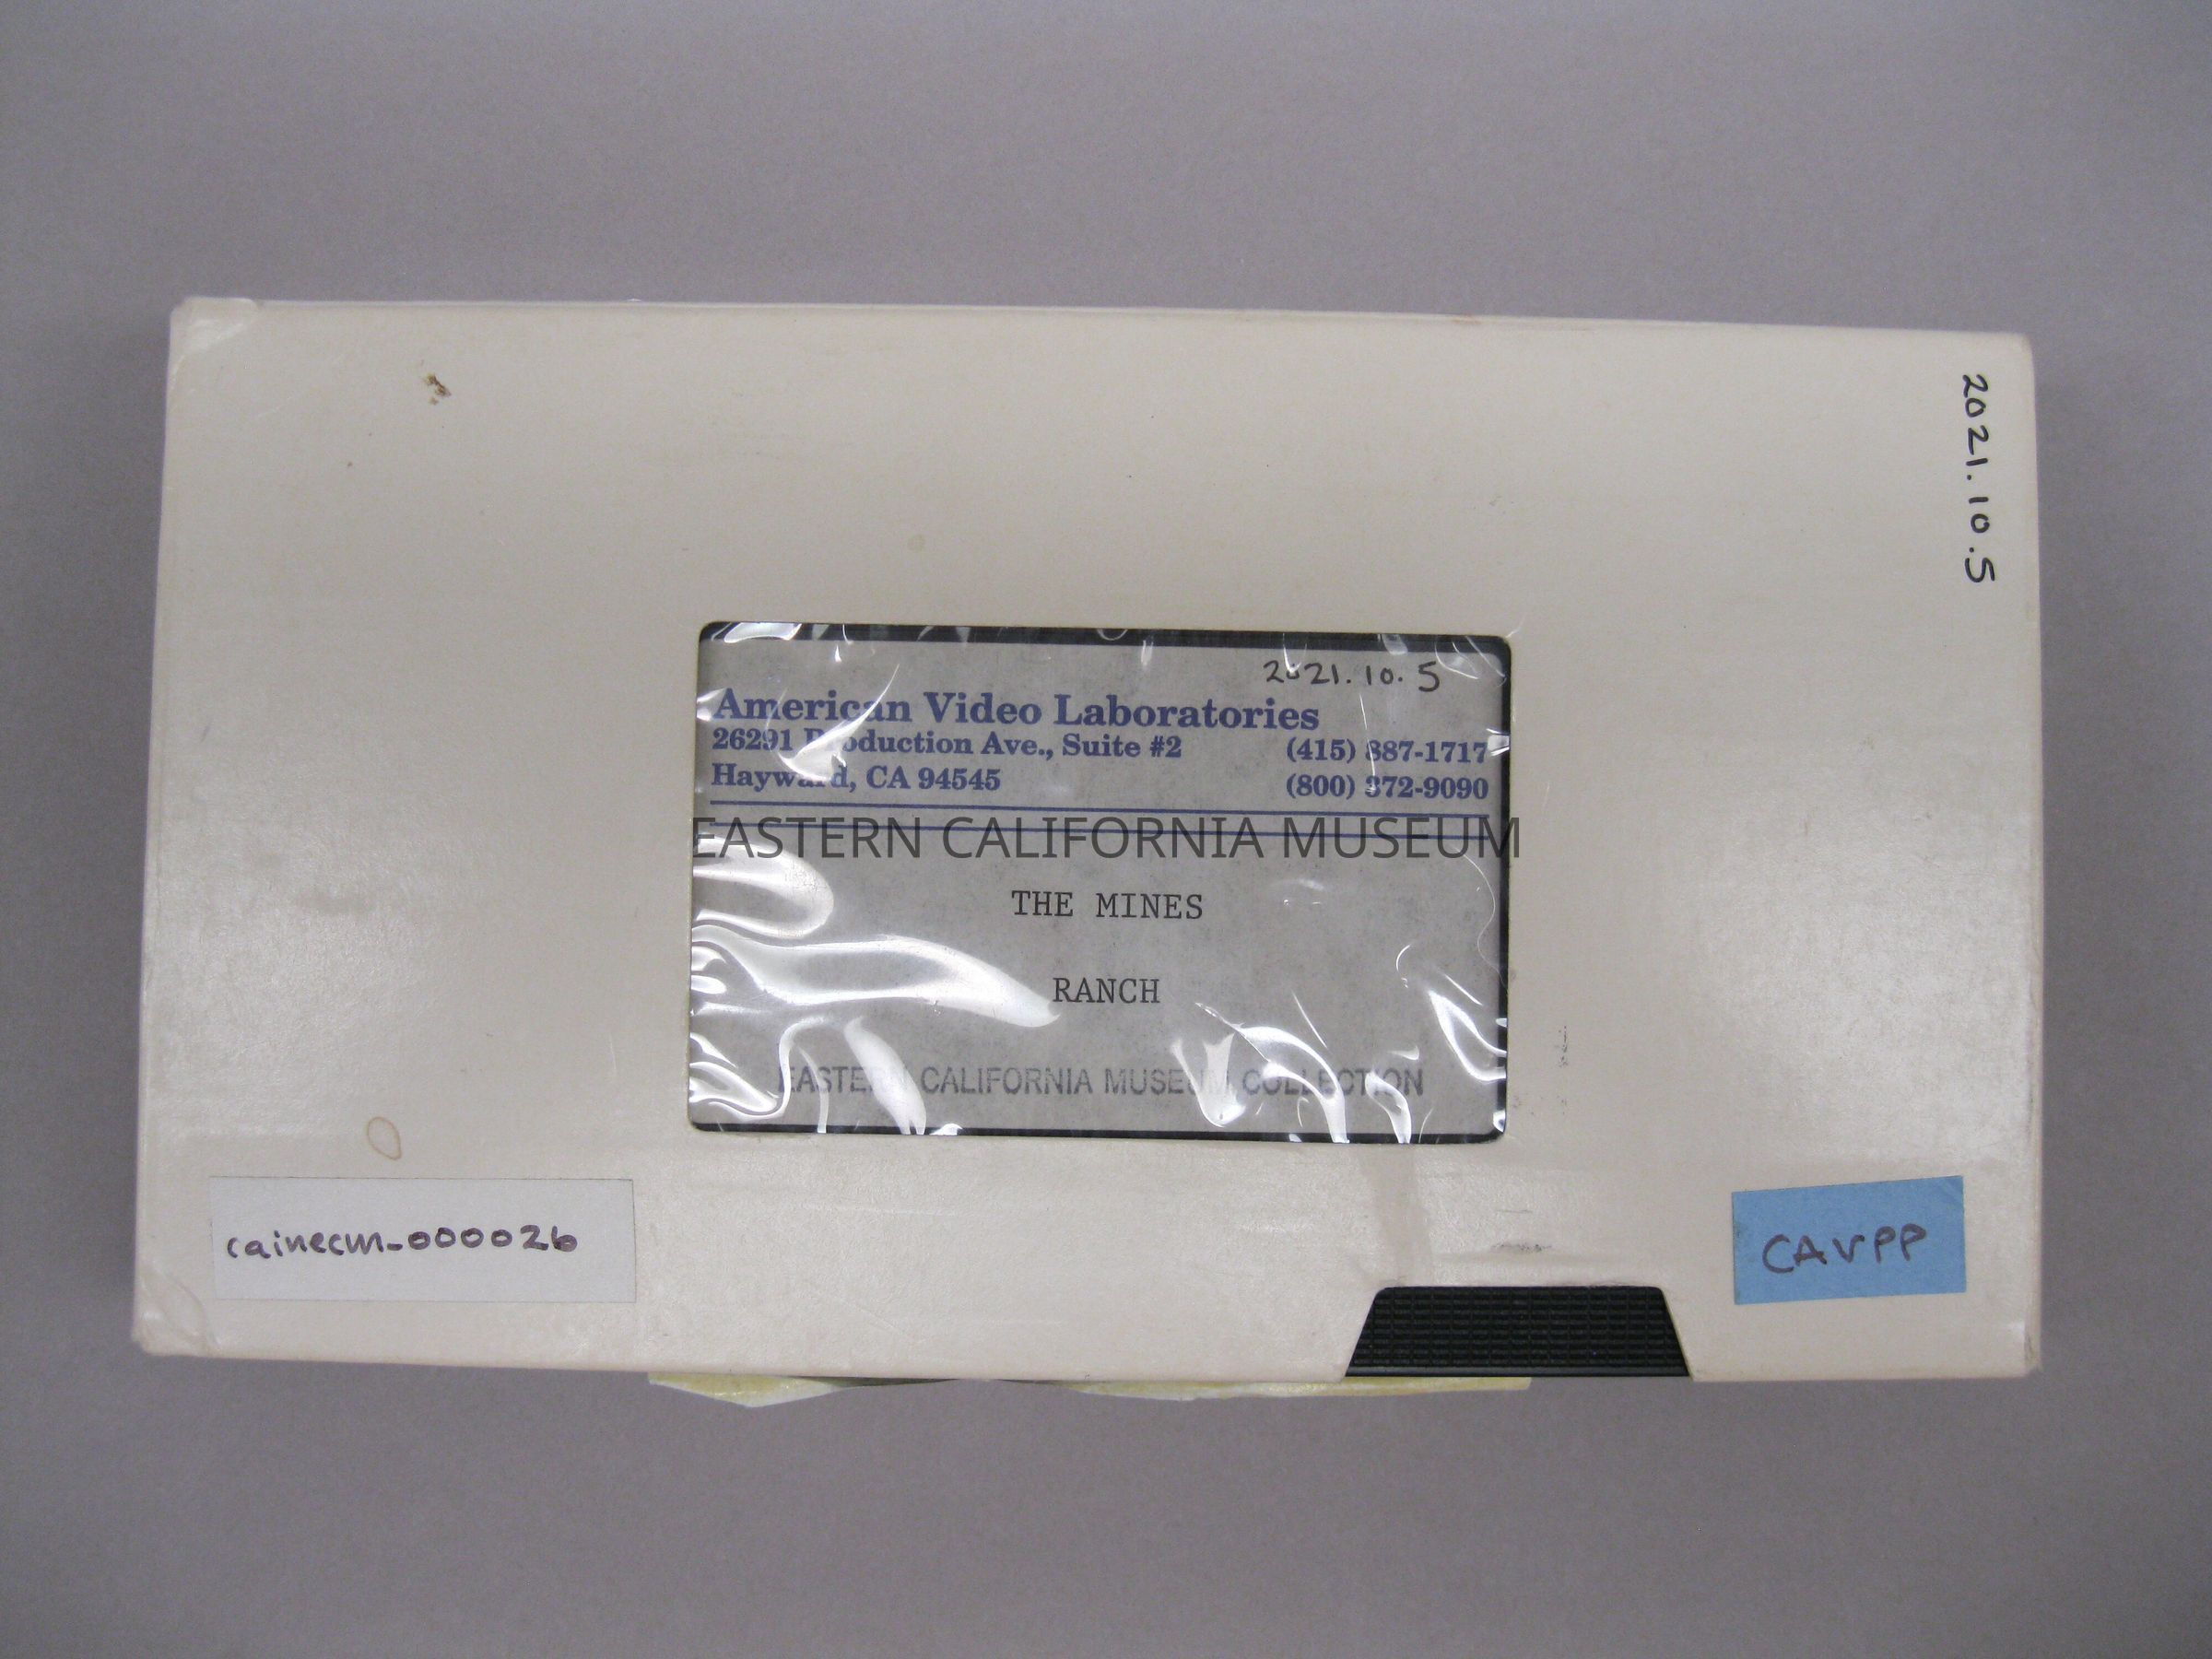 2021.10.5
2021.10.5
American Video Laboratories
26291 Production Ave., Suite #2 (415) 887-1717
Hayward, CA 94545 (800) 372-9090
EASTERN CALIFORNIA MUSEUM
THE MINES
RANCH
EASTERN CALIFORNIA MUSEUM COLLECTION
cainecm_000026
CAVPP